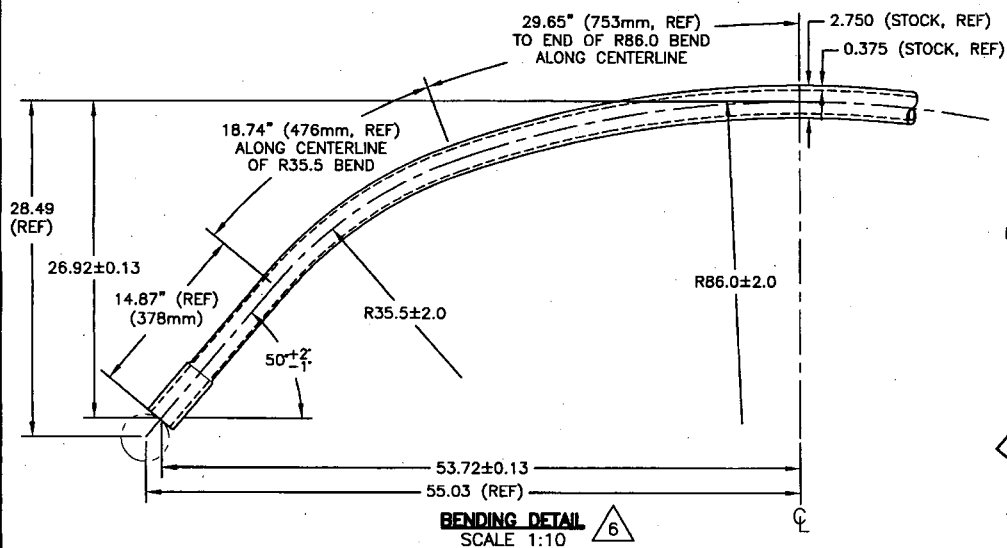 29.65" (753mm, REF)
TO END OF R86.0 BEND
ALONG CENTERLINE
2.750 (STOCK, REF)
0.375 (STOCK, REF)
18.74" (476mm, REF)
ALONG CENTERLINE
OF R35.5 BEND
28.49
(REF)
26.92±0.13
14.87" (REF)
(378mm)
R35.5±2.0
R86.0±2.0
50°+2°
-1°
53.72±0.13
55.03 (REF)
BENDING DETAIL 6
SCALE 1:10
℄